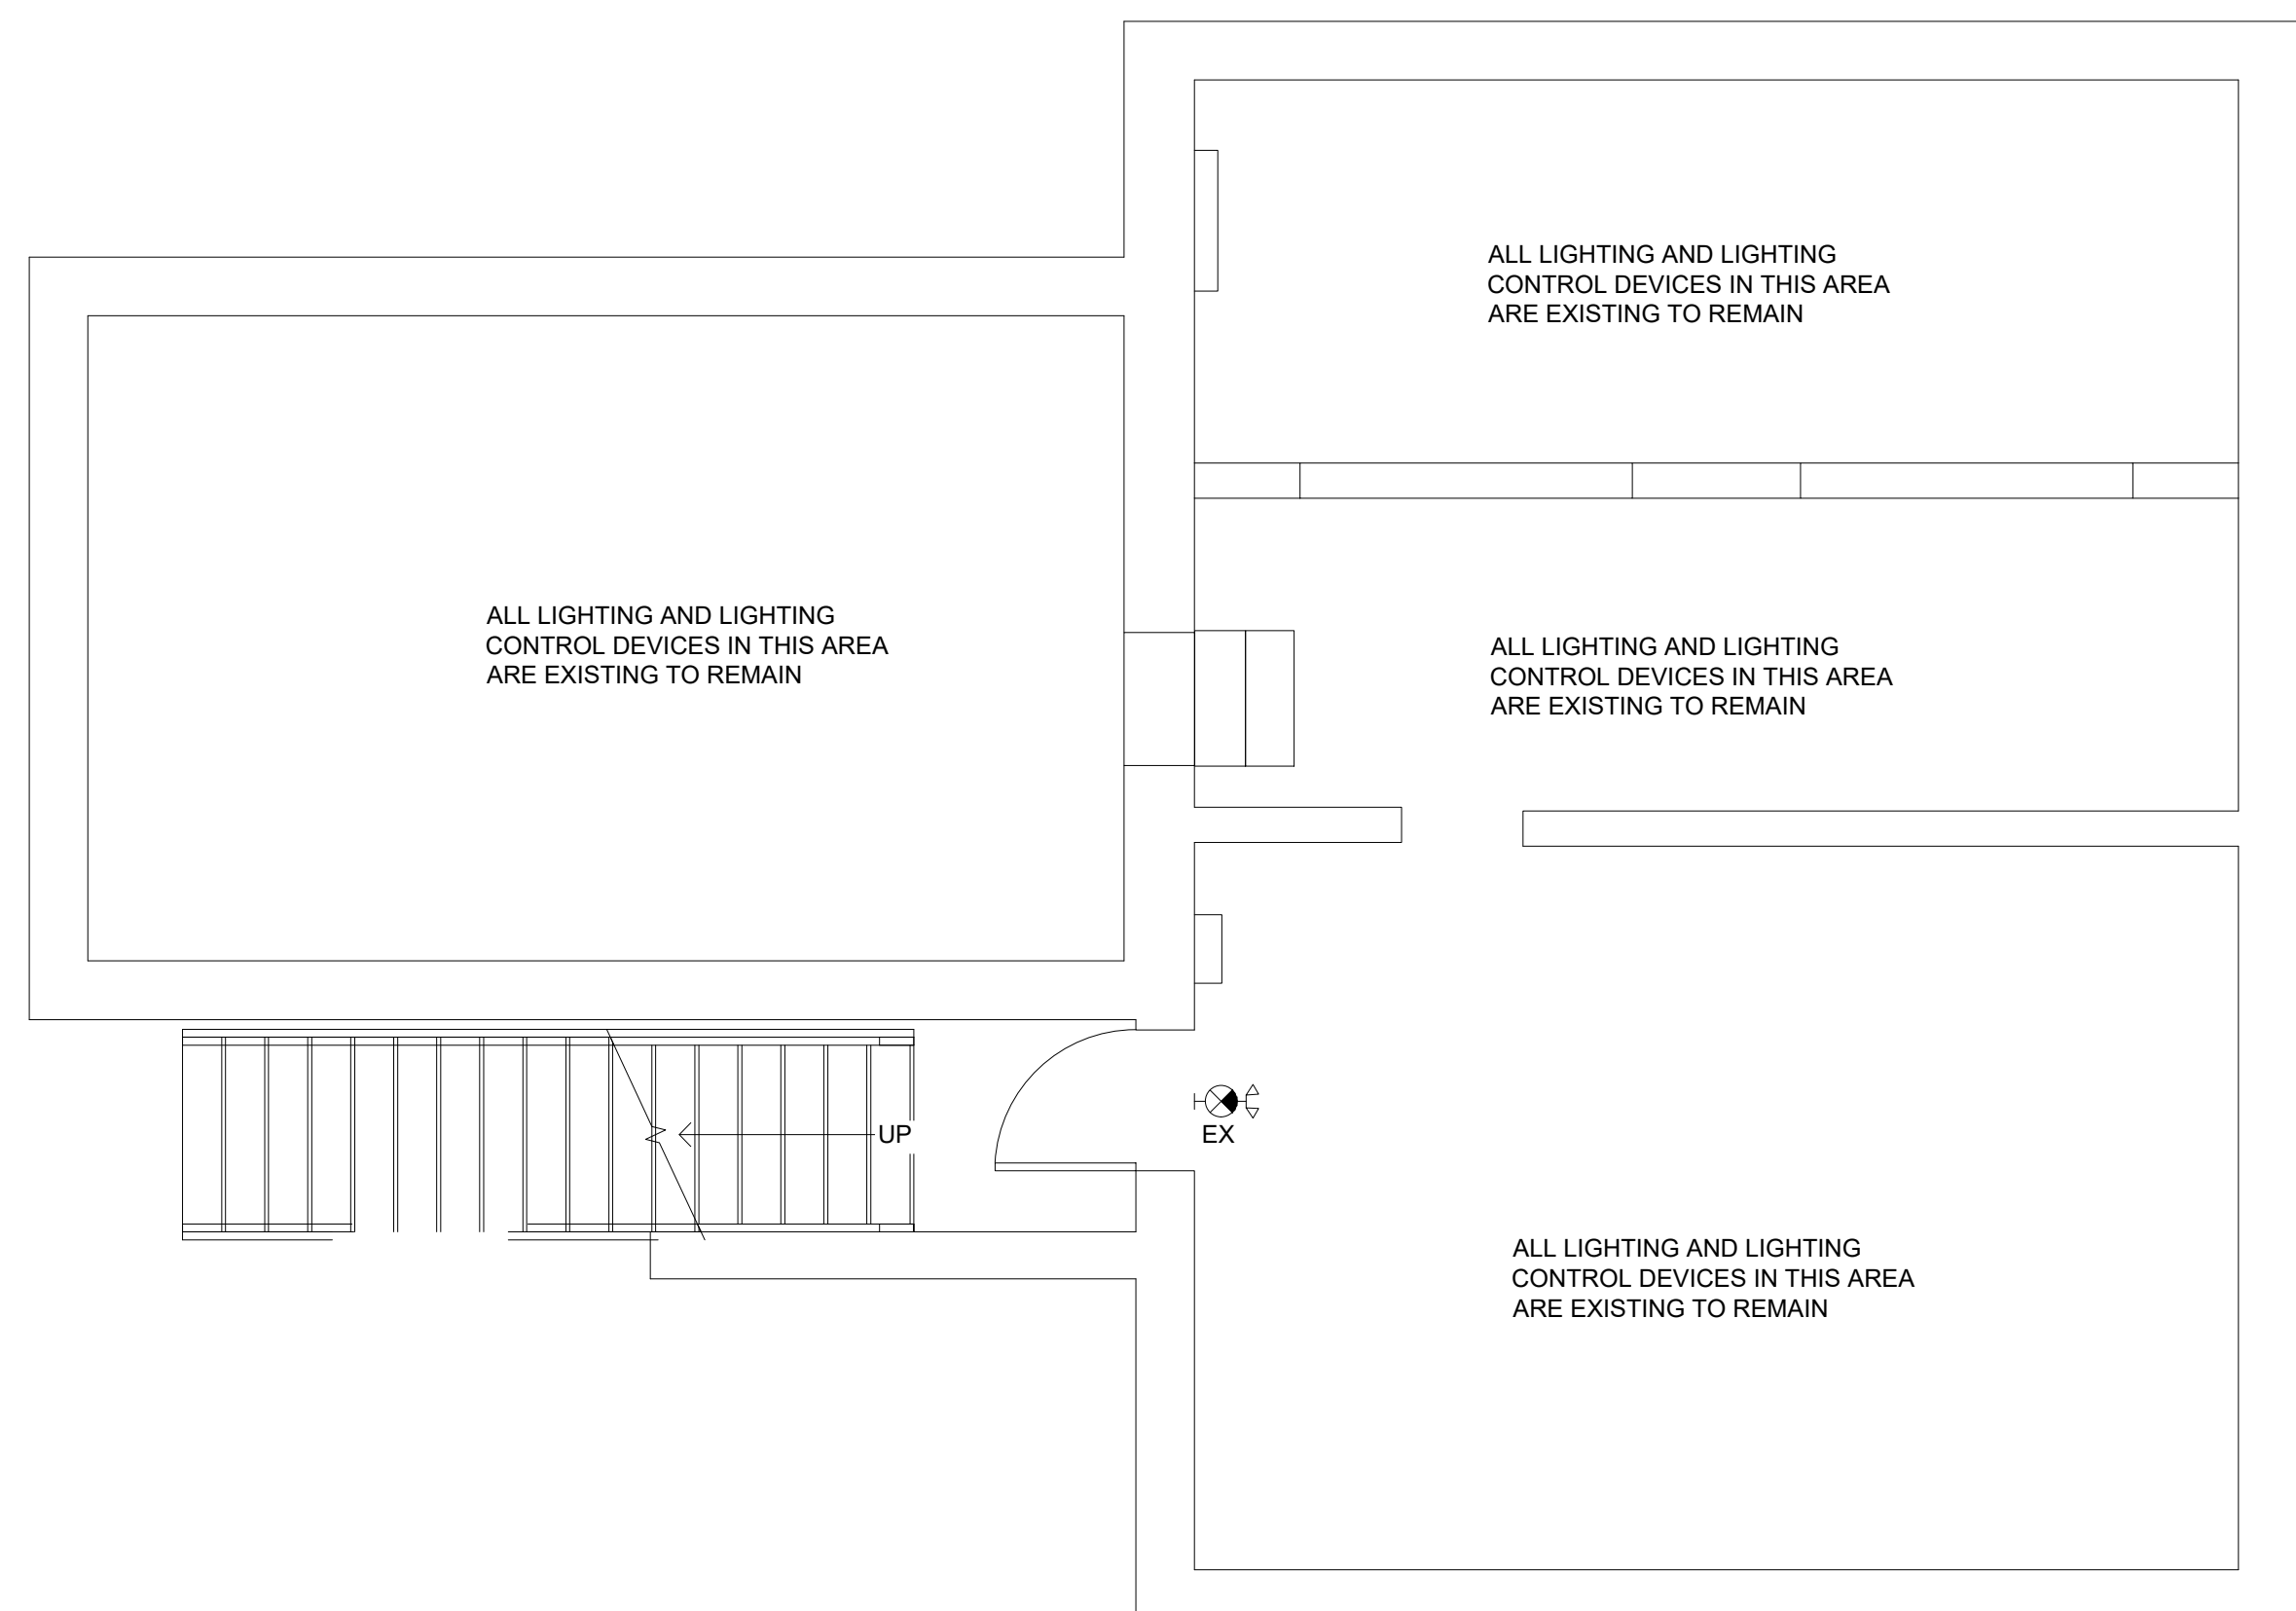 ALL LIGHTING AND LIGHTING
CONTROL DEVICES IN THIS AREA
ARE EXISTING TO REMAIN
ALL LIGHTING AND LIGHTING
CONTROL DEVICES IN THIS AREA
ARE EXISTING TO REMAIN
ALL LIGHTING AND LIGHTING
CONTROL DEVICES IN THIS AREA
ARE EXISTING TO REMAIN
UP
EX
ALL LIGHTING AND LIGHTING
CONTROL DEVICES IN THIS AREA
ARE EXISTING TO REMAIN